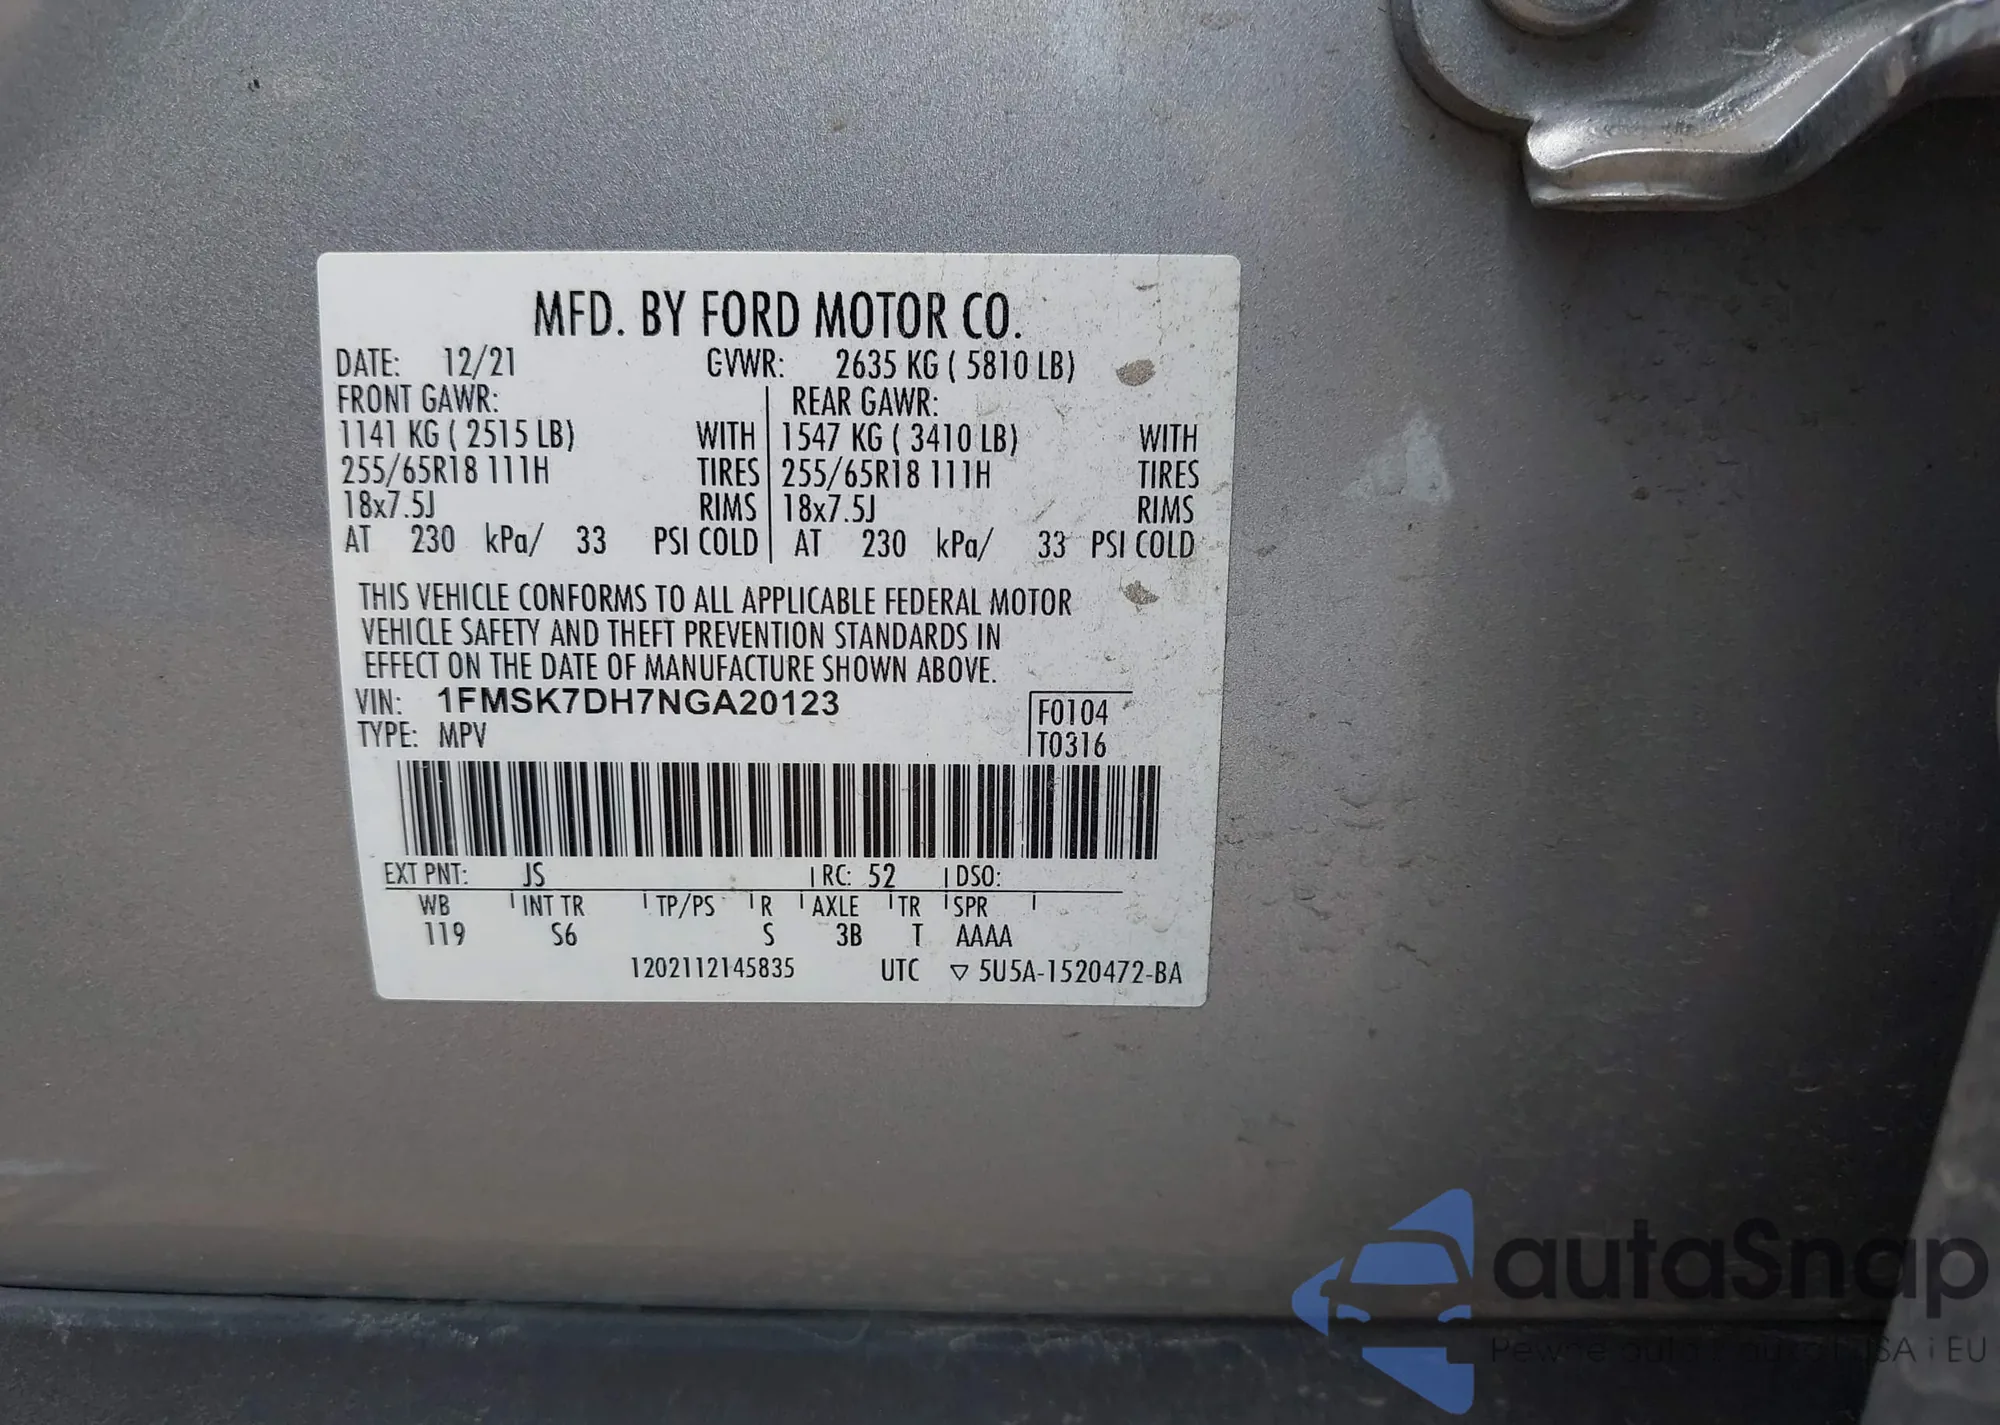 MFD. BY FORD MOTOR CO.
DATE: 12/21 GVWR: 2635 KG ( 5810 LB)
FRONT GAWR: REAR GAWR:
1141 KG ( 2515 LB) WITH 1547 KG ( 3410 LB) WITH
255/65R18 111H TIRES 255/65R18 111H TIRES
18x7.5J RIMS 18x7.5J RIMS
AT 230 kPa/ 33 PSI COLD AT 230 kPa/ 33 PSI COLD
THIS VEHICLE CONFORMS TO ALL APPLICABLE FEDERAL MOTOR
VEHICLE SAFETY AND THEFT PREVENTION STANDARDS IN
EFFECT ON THE DATE OF MANUFACTURE SHOWN ABOVE.
VIN: 1FMSK7DH7NGA20123
TYPE: MPV
F0104
T0316
EXT PNT: JS RC: 52 DSO:
WB INT TR TP/PS R AXLE TR SPR
119 S6 S 3B T AAAA
1202112145835 UTC ▽ 5U5A-1520472-BA
autaSnap
Pewne auta z USA i EU